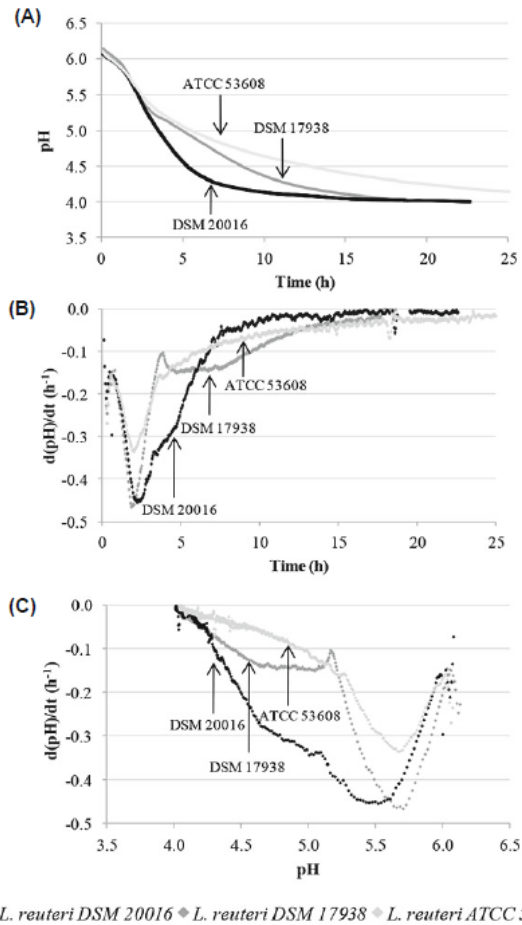 (A)
6.5
6.0
5.5
5.0
4.5
4.0
3.5
pH
ATCC 53608
DSM 17938
DSM 20016
0 5 10 15 20 25
Time (h)
(B)
0.0
-0.1
-0.2
-0.3
-0.4
-0.5
d(pH)/dt (h-1)
ATCC 53608
DSM 17938
DSM 20016
0 5 10 15 20 25
Time (h)
(C)
0.0
-0.1
-0.2
-0.3
-0.4
-0.5
d(pH)/dt (h-1)
DSM 20016
ATCC 53608
DSM 17938
3.5 4.0 4.5 5.0 5.5 6.0 6.5
pH
L. reuteri DSM 20016 L. reuteri DSM 17938 L. reuteri ATCC